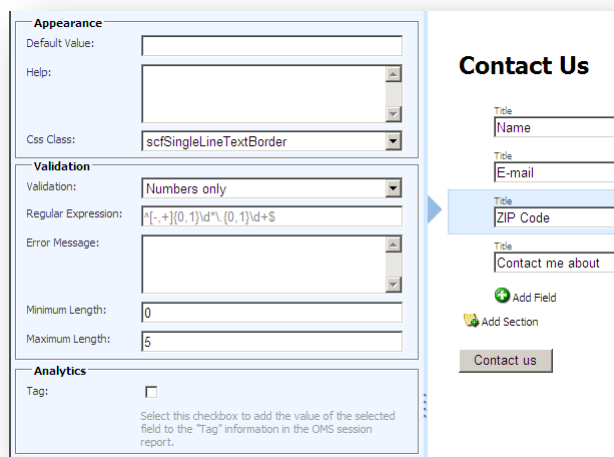 Appearance
Default Value:
Help:
Css Class:
scfSingleLineTextBorder
Validation
Validation:
Numbers only
Regular Expression:
^[-,+]{0,1}\d*\.{0,1}\d+$
Error Message:
Minimum Length:
0
Maximum Length:
5
Analytics
Tag:
Select this checkbox to add the value of the selected
field to the "Tag" information in the OMS session
report.
Contact Us
Title
Name
Title
E-mail
Title
ZIP Code
Title
Contact me about
Add Field
Add Section
Contact us